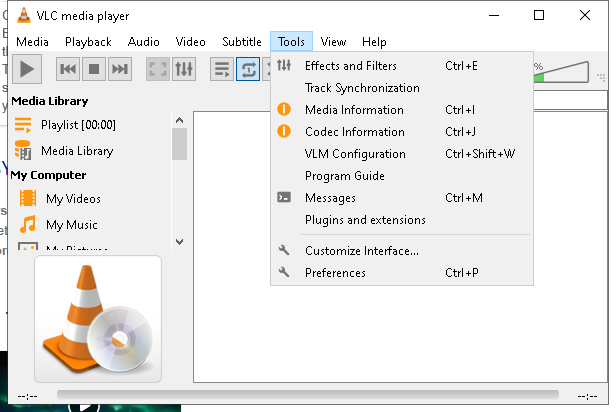 VLC media player
Media Playback Audio Video Subtitle Tools View Help
%
Media Library
Playlist [00:00]
Media Library
My Computer
My Videos
My Music
My Pictures
Effects and Filters Ctrl+E
Track Synchronization
Media Information Ctrl+I
Codec Information Ctrl+J
VLM Configuration Ctrl+Shift+W
Program Guide
Messages Ctrl+M
Plugins and extensions
Customize Interface...
Preferences Ctrl+P
--:-- --:--